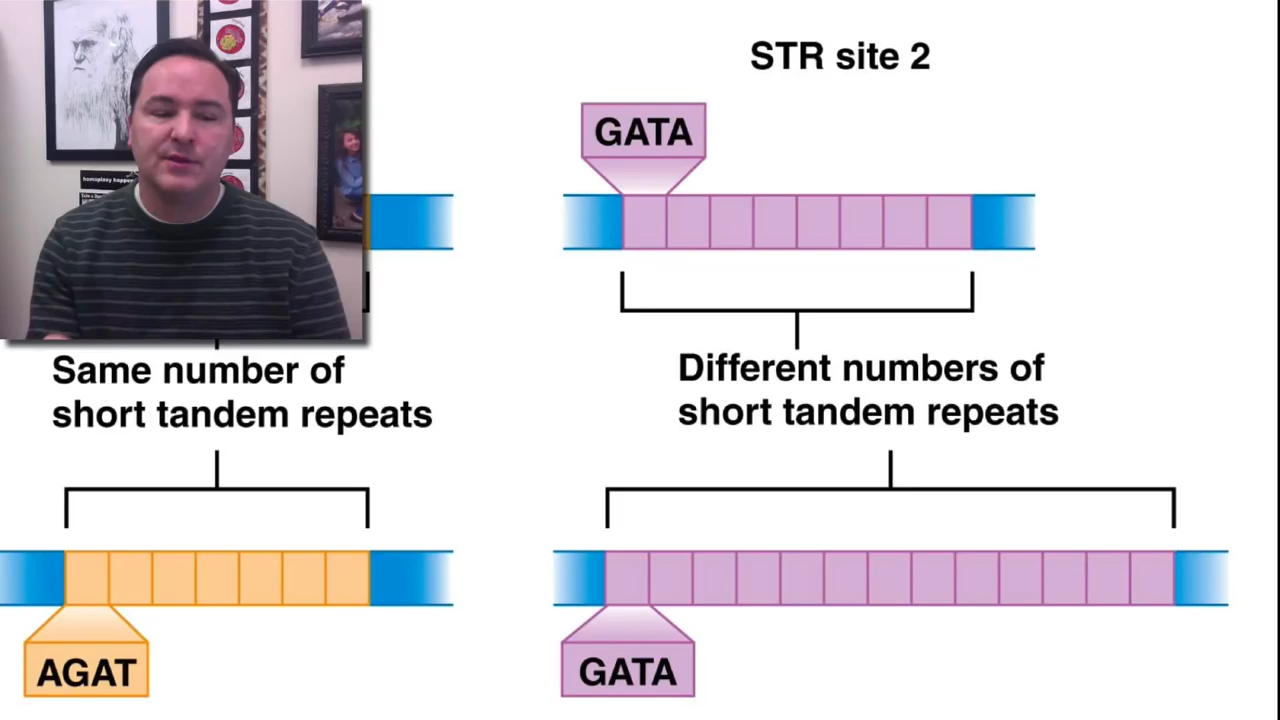 STR site 2
GATA
Same number of
short tandem repeats
Different numbers of
short tandem repeats
AGAT
GATA